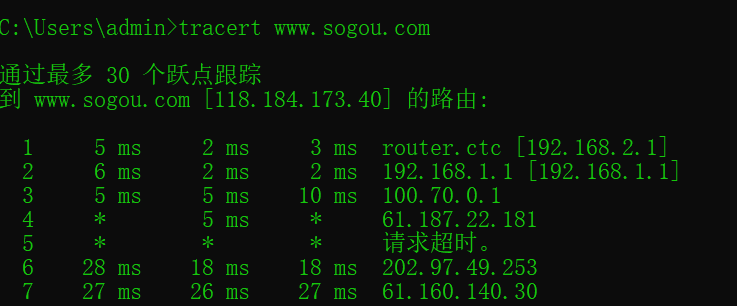 C:\Users\admin>tracert www.sogou.com
通过最多 30 个跃点跟踪
到 www.sogou.com [118.184.173.40] 的路由:
1 5 ms 2 ms 3 ms router.ctc [192.168.2.1]
2 6 ms 2 ms 2 ms 192.168.1.1 [192.168.1.1]
3 5 ms 5 ms 10 ms 100.70.0.1
4 * 5 ms * 61.187.22.181
5 * * * 请求超时。
6 28 ms 18 ms 18 ms 202.97.49.253
7 27 ms 26 ms 27 ms 61.160.140.30